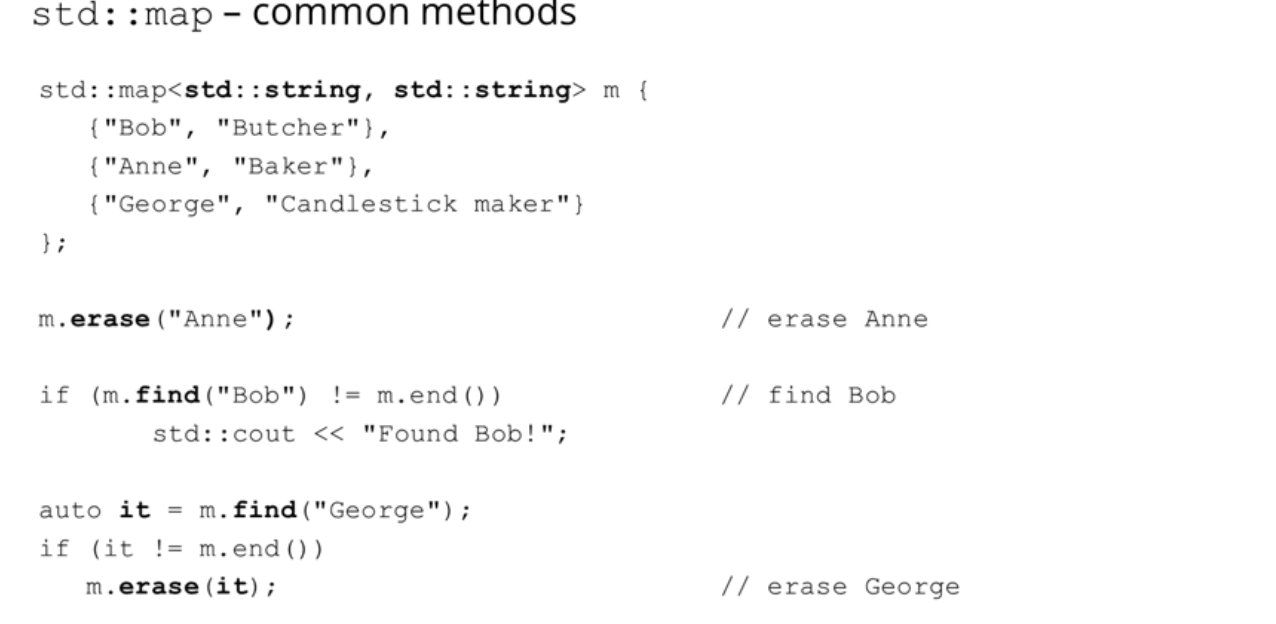 std::map – common methods
std::map<std::string, std::string> m {
{"Bob", "Butcher"},
{"Anne", "Baker"},
{"George", "Candlestick maker"}
};
m.erase("Anne"); // erase Anne
if (m.find("Bob") != m.end()) // find Bob
std::cout << "Found Bob!";
auto it = m.find("George");
if (it != m.end())
m.erase(it); // erase George